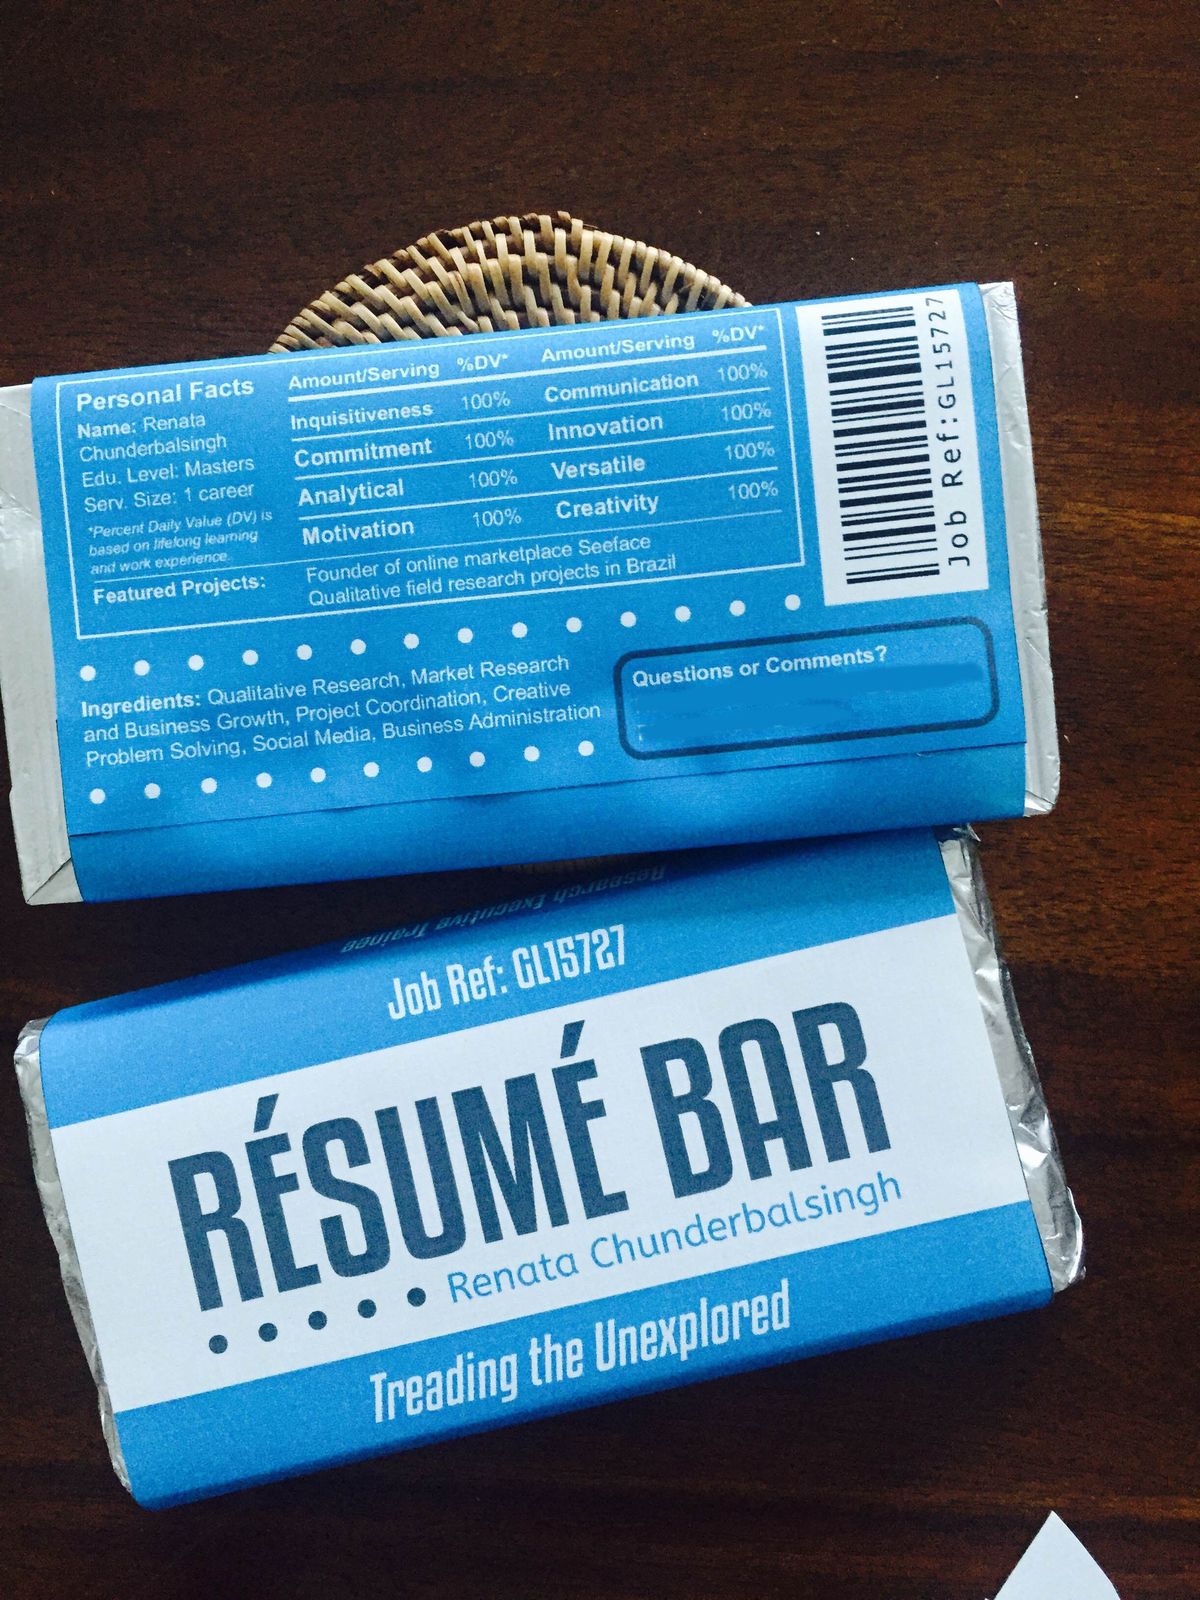 Personal Facts
Name: Renata
Chunderbalsingh
Edu. Level: Masters
Serv. Size: 1 career
*Percent Daily Value (DV) is
based on lifelong learning
and work experience.
Amount/Serving %DV*
Inquisitiveness 100%
Commitment 100%
Analytical 100%
Motivation 100%
Amount/Serving %DV*
Communication 100%
Innovation 100%
Versatile 100%
Creativity 100%
Featured Projects: Founder of online marketplace Seeface
Qualitative field research projects in Brazil
Job Ref:GL15727
Ingredients: Qualitative Research, Market Research
and Business Growth, Project Coordination, Creative
Problem Solving, Social Media, Business Administration
Questions or Comments?
Research Executive Trainee
Job Ref: GL15727
RÉSUMÉ BAR
Renata Chunderbalsingh
Treading the Unexplored